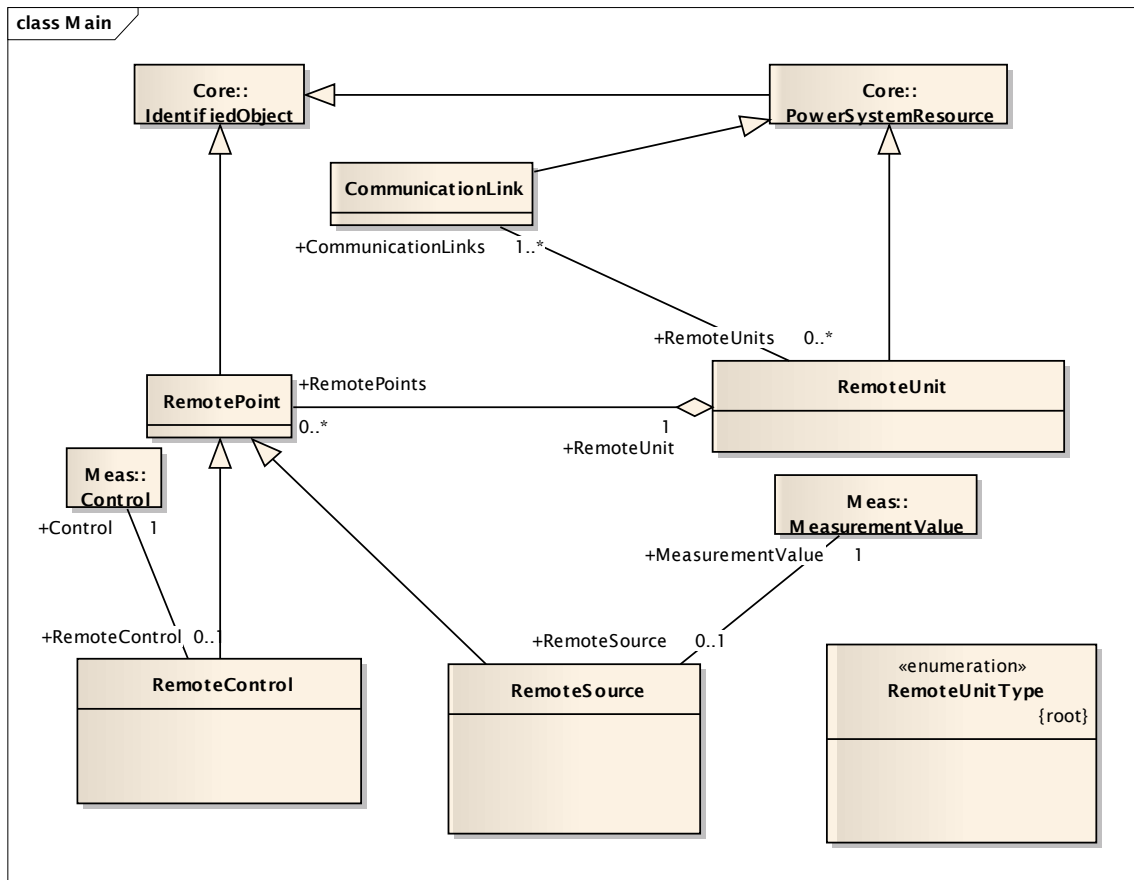 class Main
Core::
IdentifiedObject
Core::
PowerSystemResource
CommunicationLink
+CommunicationLinks 1..*
+RemoteUnits 0..*
RemoteUnit
+RemotePoints
RemotePoint
0..*
1
+RemoteUnit
Meas::
Control
+Control 1
Meas::
MeasurementValue
+MeasurementValue 1
+RemoteControl 0..1
+RemoteSource 0..1
RemoteControl
RemoteSource
«enumeration»
RemoteUnitType
{root}